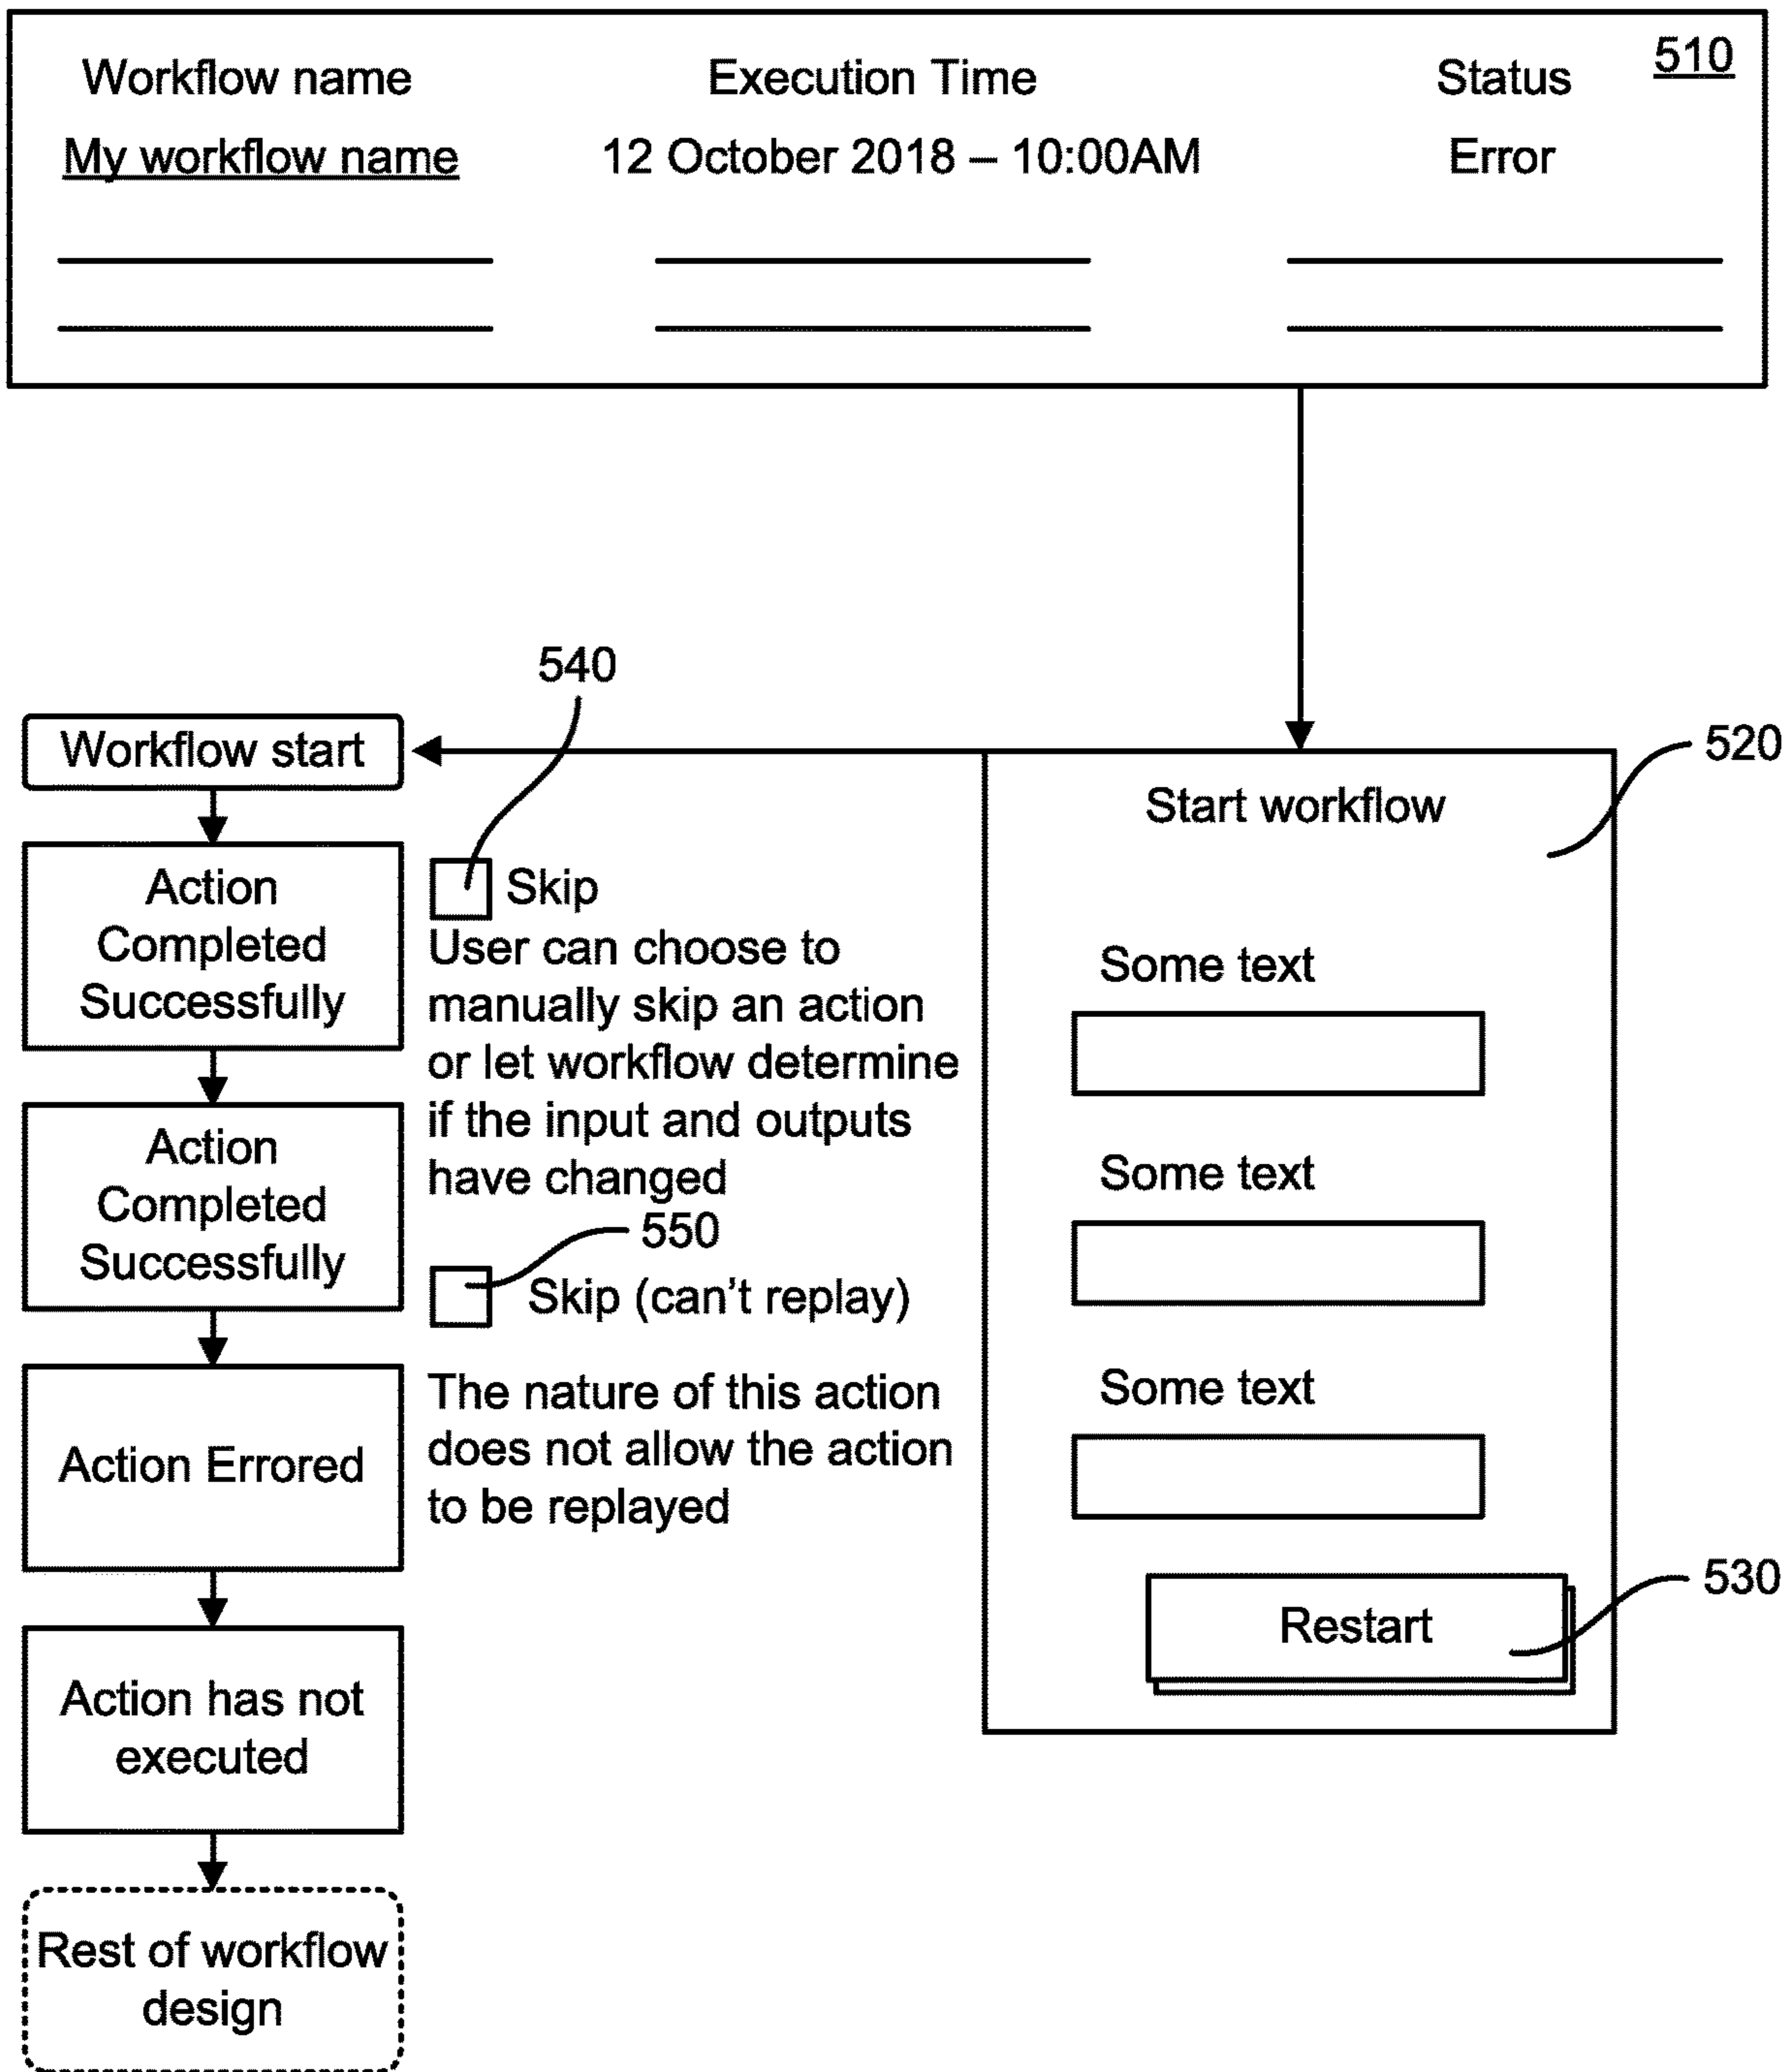 Workflow name Execution Time Status 510
My workflow name 12 October 2018 – 10:00AM Error
540
Workflow start
Action
Completed
Successfully
Action
Completed
Successfully
Action Errored
Action has not
executed
Rest of workflow
design
Skip
User can choose to
manually skip an action
or let workflow determine
if the input and outputs
have changed
550
Skip (can't replay)
The nature of this action
does not allow the action
to be replayed
520
Start workflow
Some text
Some text
Some text
Restart
530